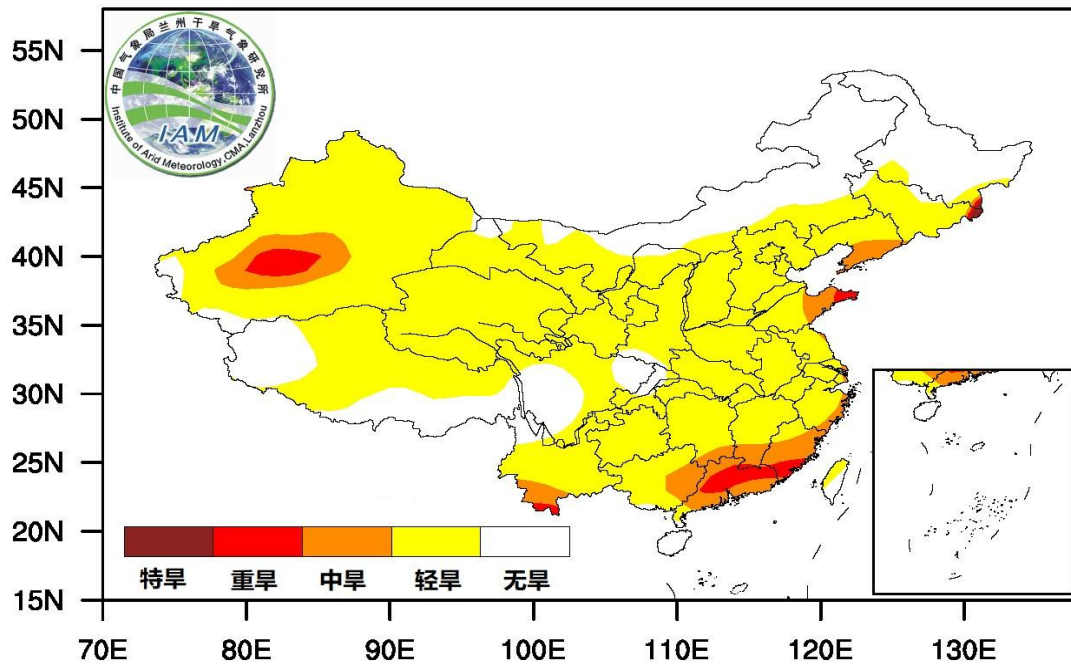 中国气象局兰州干旱气象研究所
I.A.M
Institute of Arid Meteorology,CMA,Lanzhou
55N
50N
45N
40N
35N
30N
25N
20N
15N
特旱 重旱 中旱 轻旱 无旱
70E 80E 90E 100E 110E 120E 130E